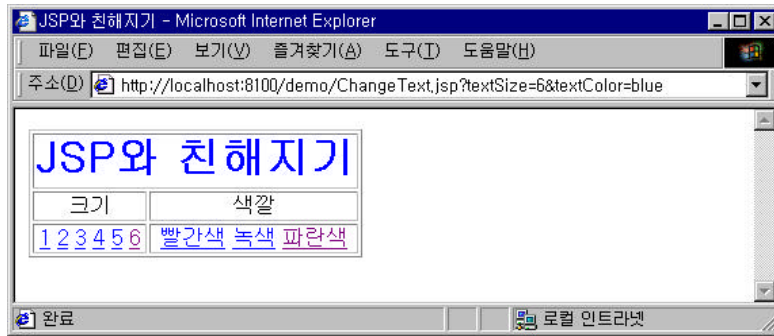 JSP와 친해지기 - Microsoft Internet Explorer
파일(F) 편집(E) 보기(V) 즐겨찾기(A) 도구(T) 도움말(H)
주소(D) http://localhost:8100/demo/ChangeText.jsp?textSize=6&textColor=blue
JSP와 친해지기
크기 색깔
1 2 3 4 5 6 빨간색 녹색 파란색
완료 로컬 인트라넷